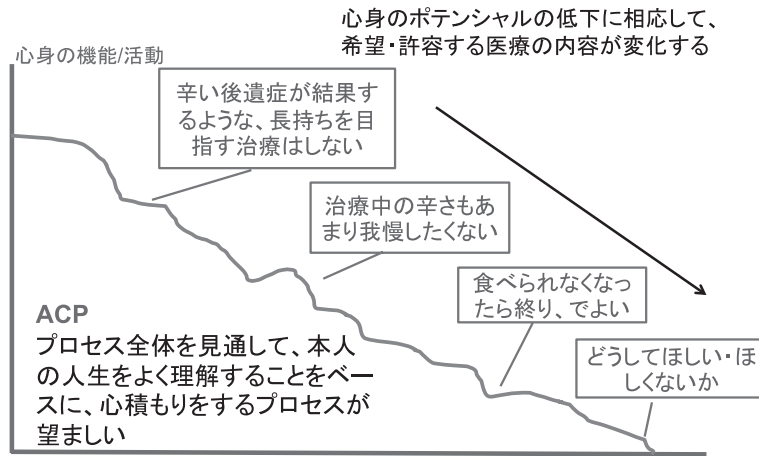 心身のポテンシャルの低下に相応して、
希望・許容する医療の内容が変化する
心身の機能/活動
辛い後遺症が結果す
るような、長持ちを目
指す治療はしない
治療中の辛さもあ
まり我慢したくない
食べられなくなっ
たら終り、でよい
どうしてほしい・ほ
しくないか
ACP
プロセス全体を見通して、本人
の人生をよく理解することをベー
スに、心積もりをするプロセスが
望ましい